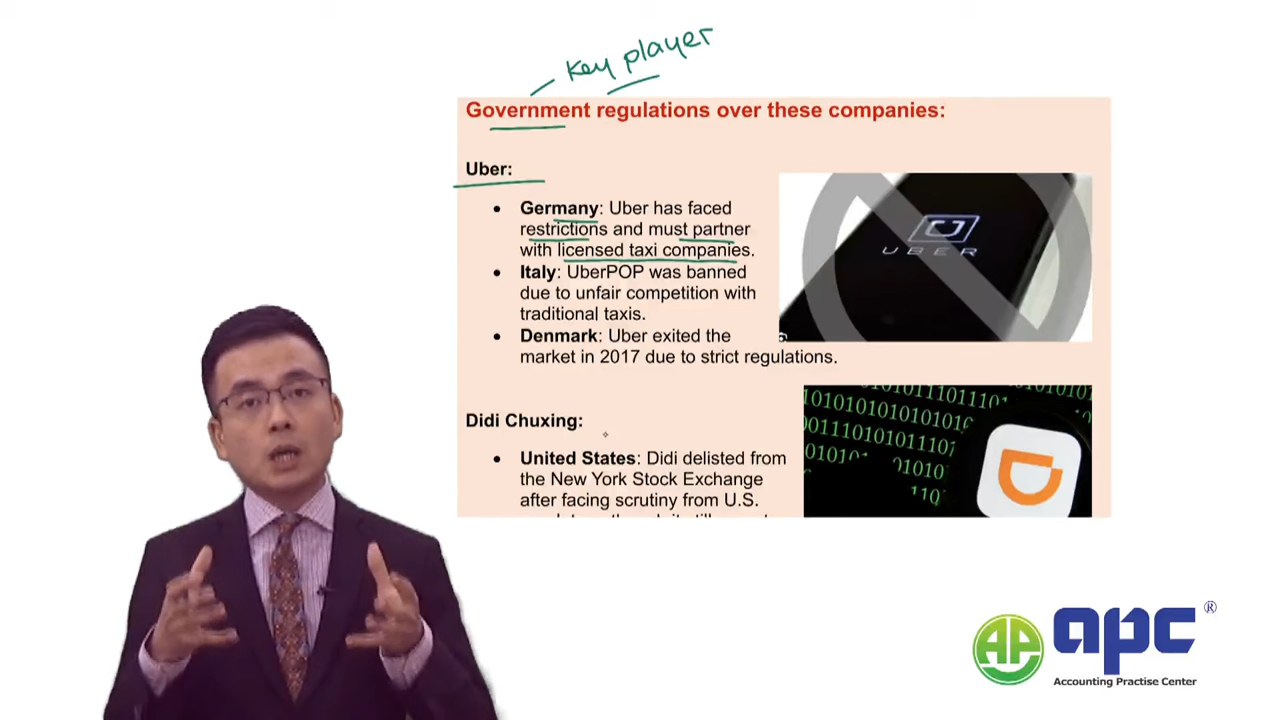 key player
Government regulations over these companies:
Uber:
• Germany: Uber has faced
restrictions and must partner
with licensed taxi companies.
• Italy: UberPOP was banned
due to unfair competition with
traditional taxis.
• Denmark: Uber exited the
market in 2017 due to strict regulations.
UBER
Didi Chuxing:
• United States: Didi delisted from
the New York Stock Exchange
after facing scrutiny from U.S.
AP apc ®
Accounting Practise Center